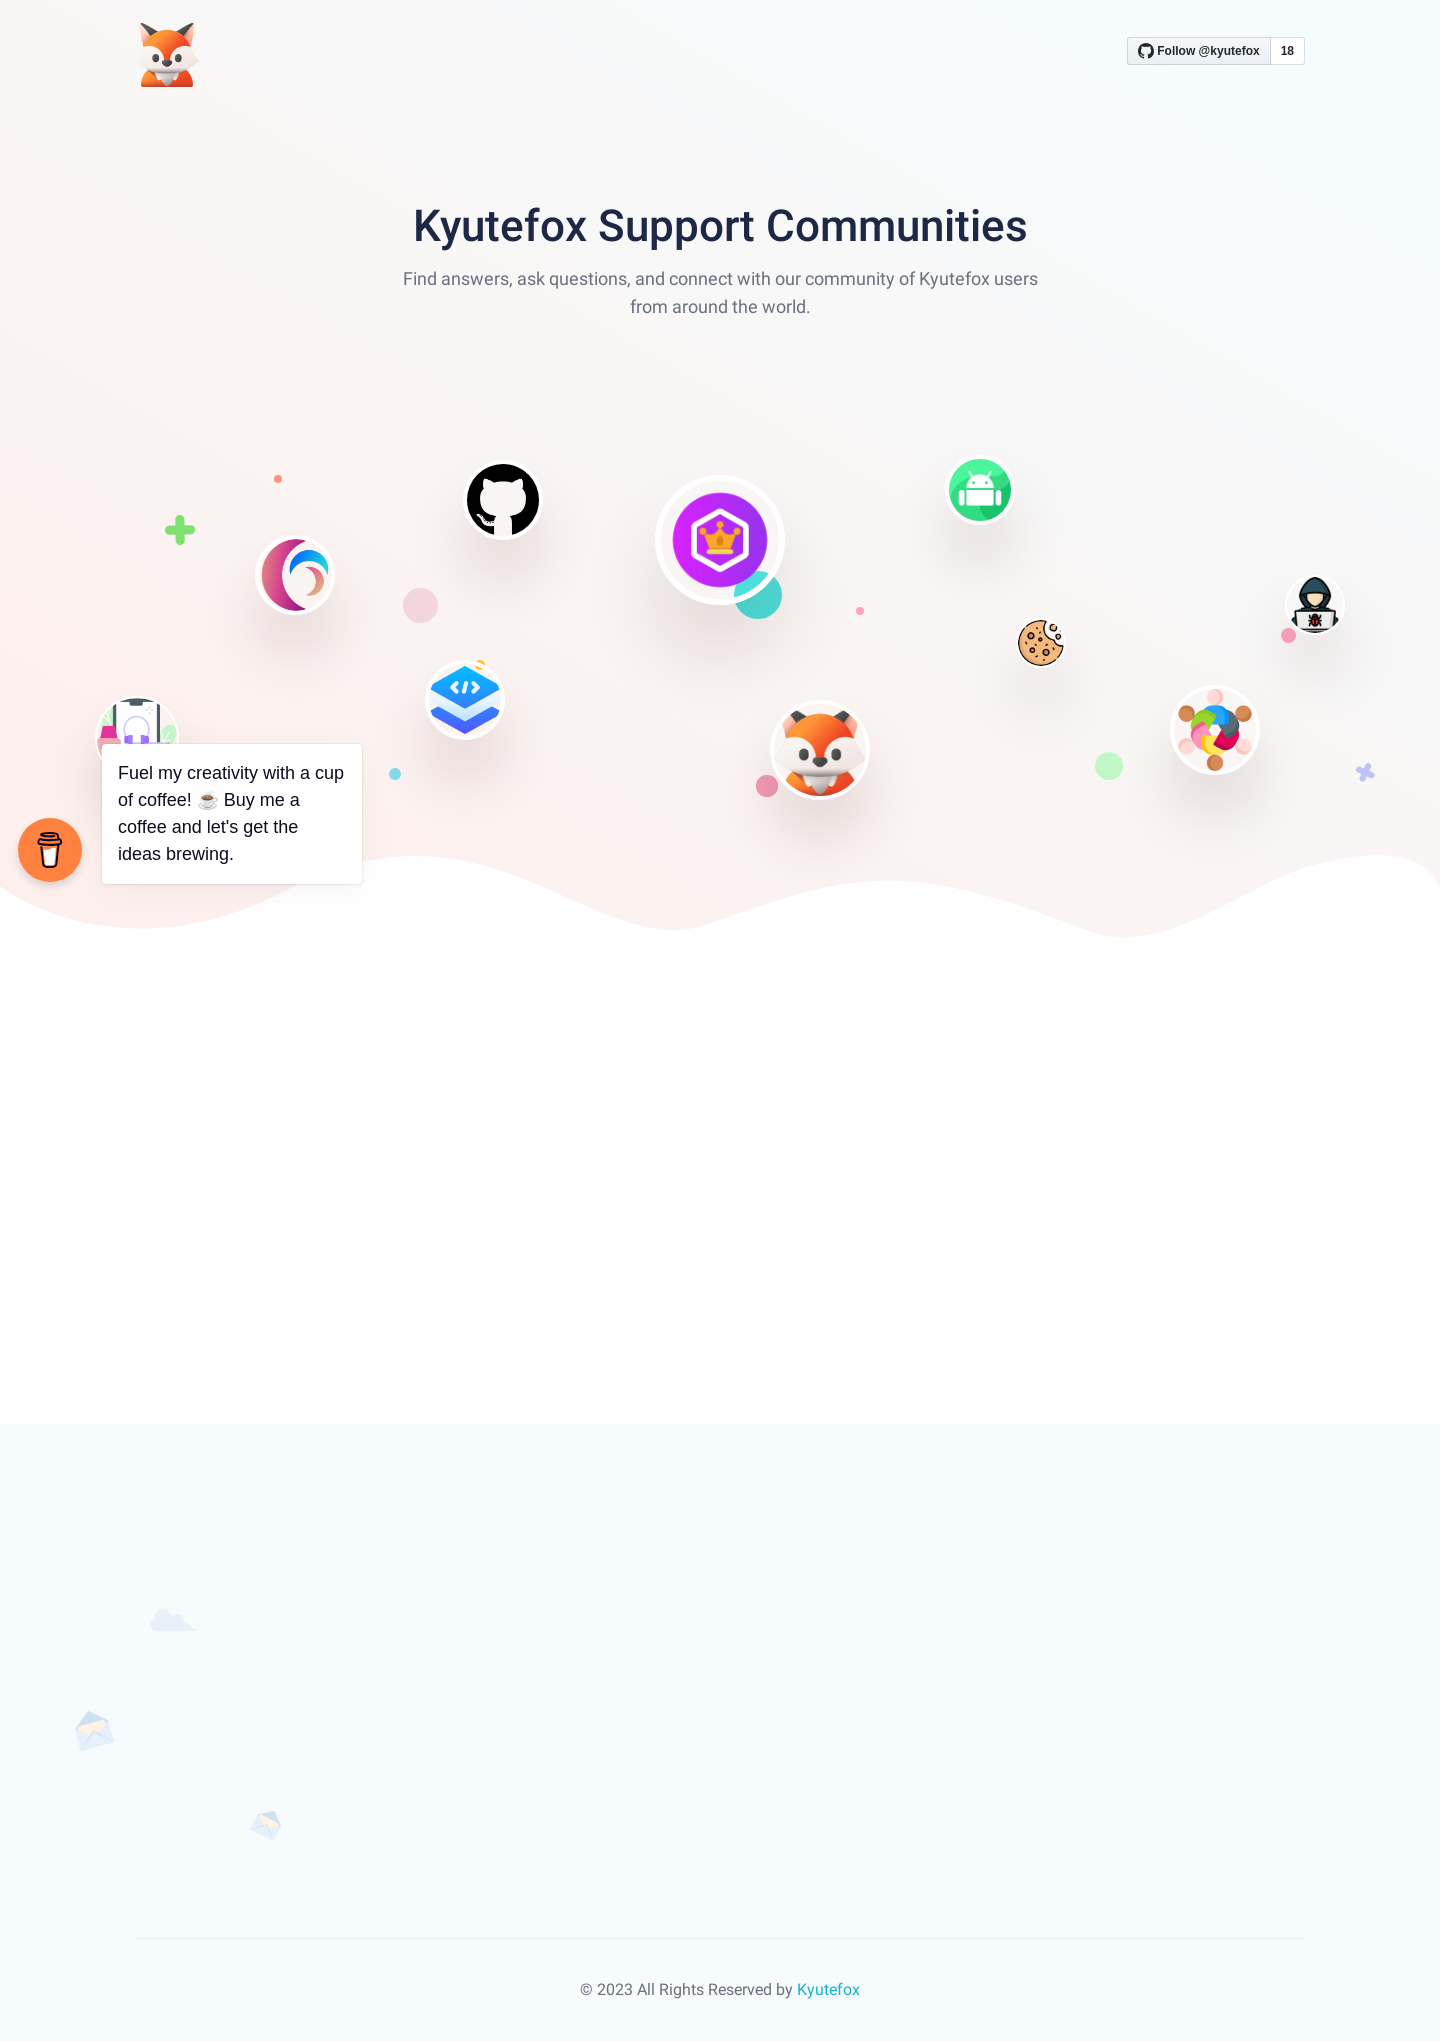 Follow @kyutefox 18
Kyutefox Support Communities
Find answers, ask questions, and connect with our community of Kyutefox users
from around the world.
Fuel my creativity with a cup
of coffee! ☕ Buy me a
coffee and let's get the
ideas brewing.
© 2023 All Rights Reserved by Kyutefox